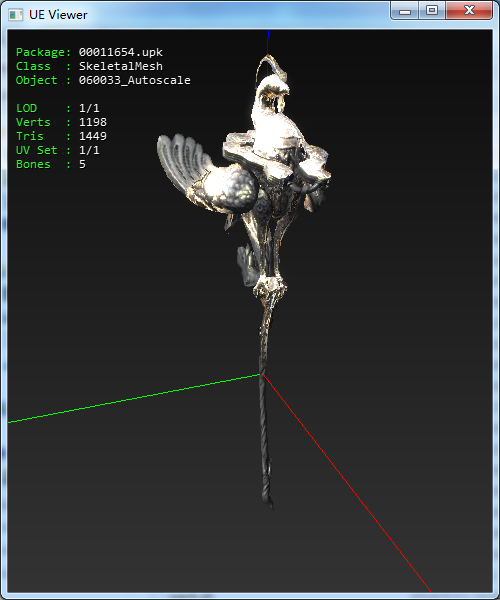 UE Viewer
Package: 00011654.upk
Class : SkeletalMesh
Object : 060033_Autoscale
LOD : 1/1
Verts : 1198
Tris : 1449
UV Set : 1/1
Bones : 5